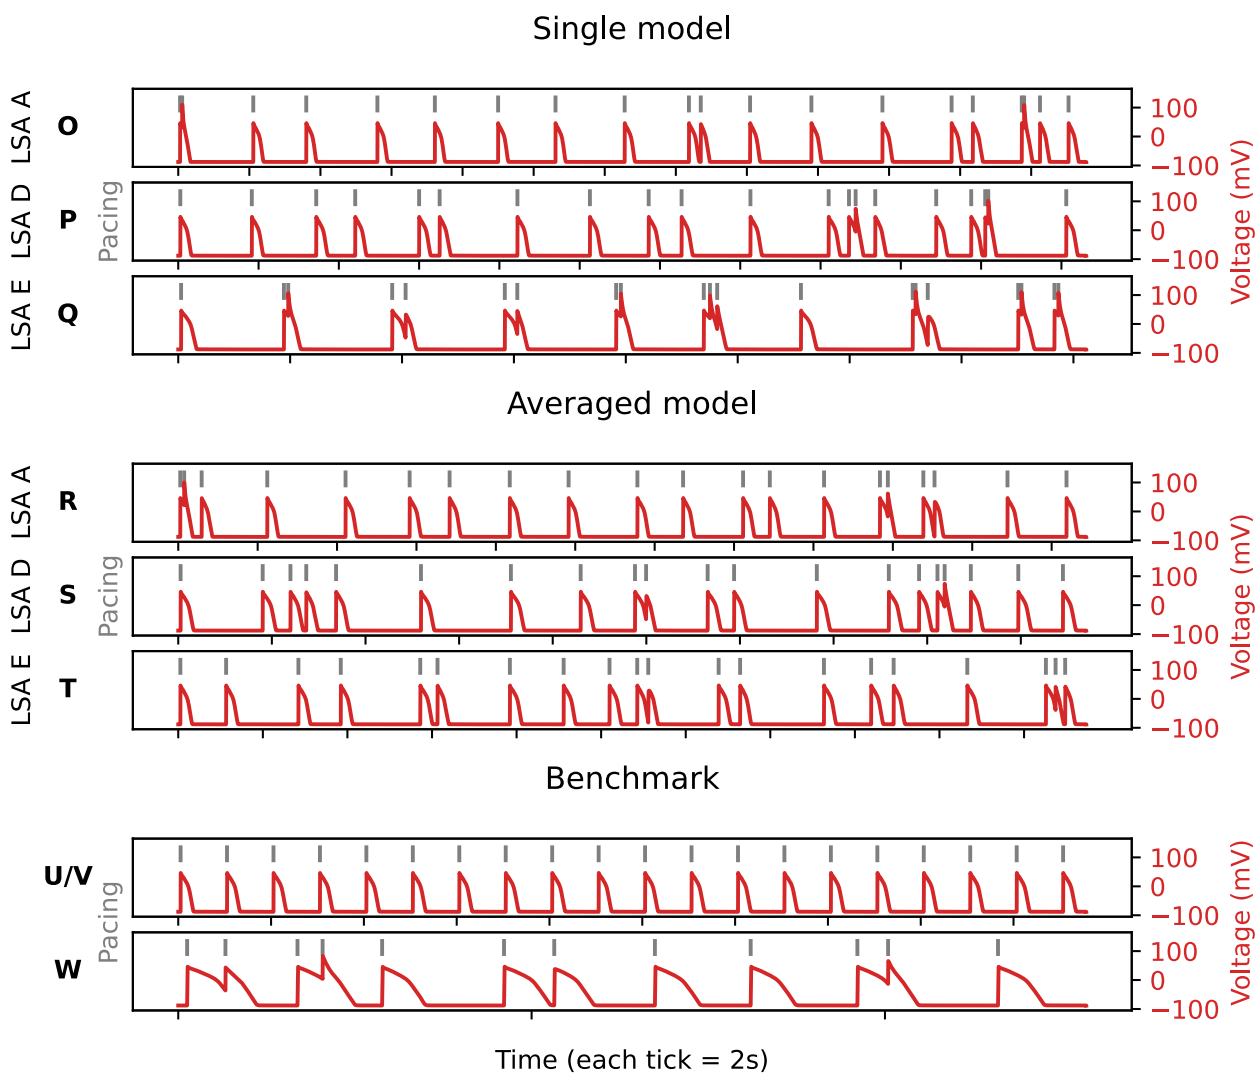 Single model
LSA A
O
100
0
−100
LSA D
Pacing
P
100
0
−100
Voltage (mV)
LSA E
Q
100
0
−100
Averaged model
LSA A
R
100
0
−100
LSA D
Pacing
S
100
0
−100
Voltage (mV)
LSA E
T
100
0
−100
Benchmark
U/V
100
0
−100
Pacing
Voltage (mV)
W
100
0
−100
Time (each tick = 2s)